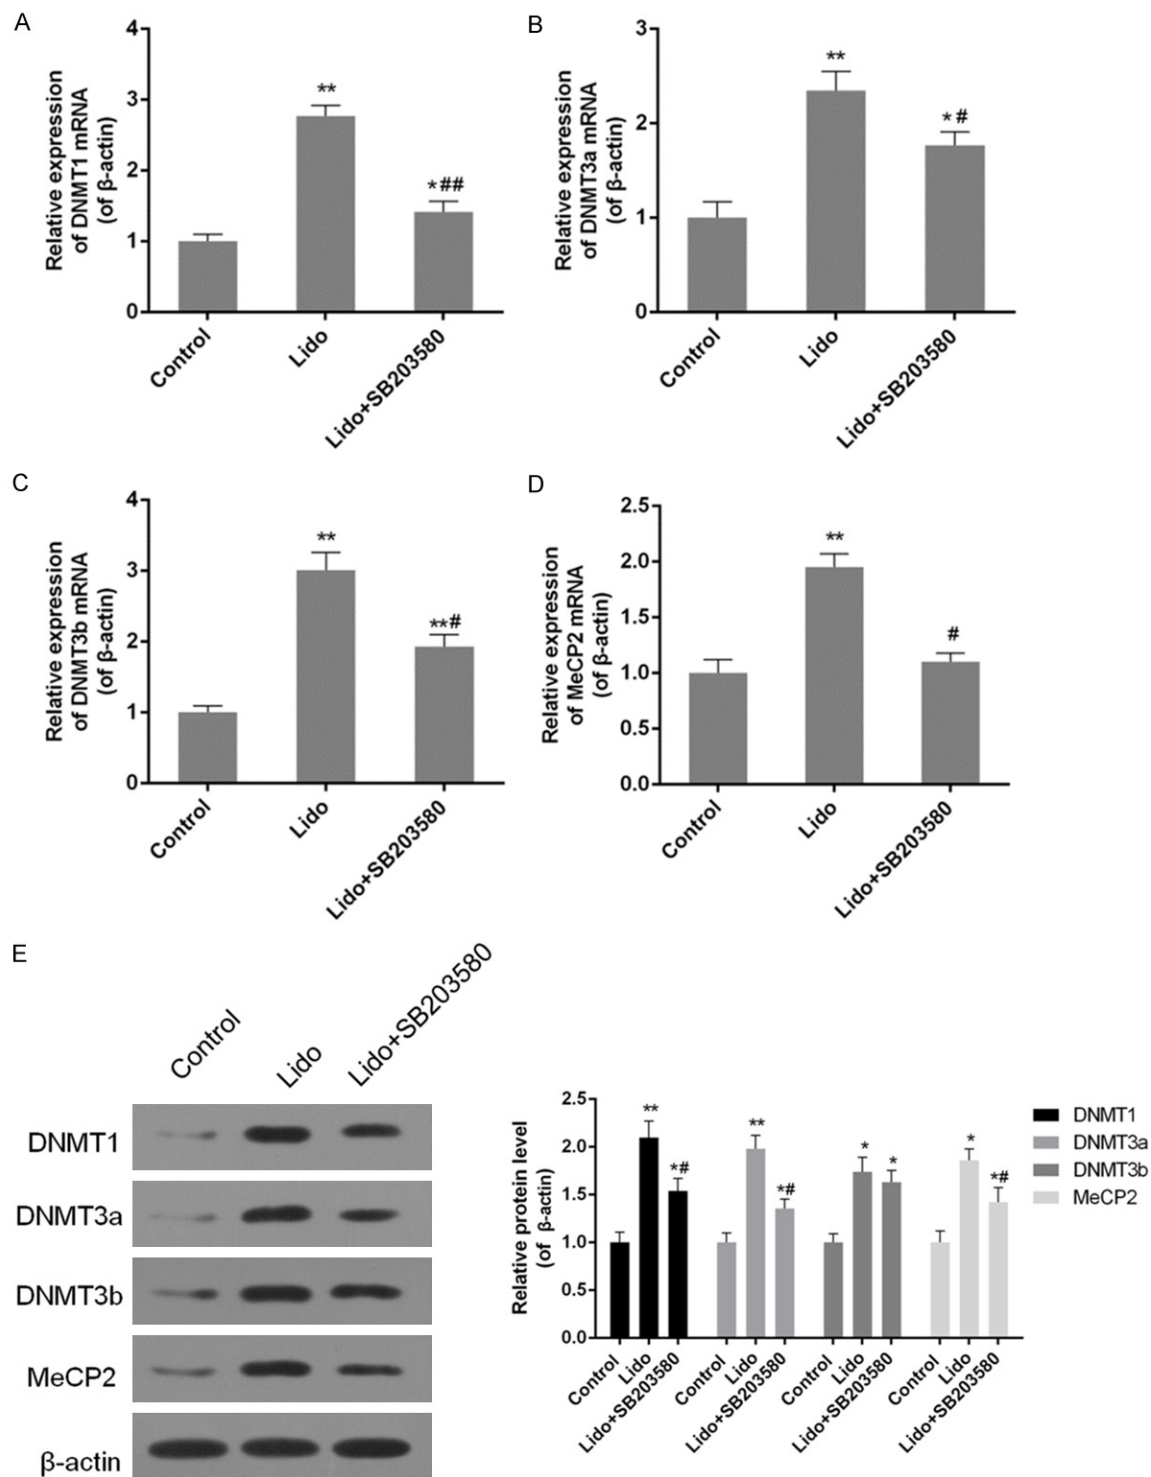 A
Relative expression
of DNMT1 mRNA
(of β-actin)
4
3
2
1
0
**
*##
Control
Lido
Lido+SB203580
B
Relative expression
of DNMT3a mRNA
(of β-actin)
3
2
1
0
**
*#
Control
Lido
Lido+SB203580
C
Relative expression
of DNMT3b mRNA
(of β-actin)
4
3
2
1
0
**
**#
Control
Lido
Lido+SB203580
D
Relative expression
of MeCP2 mRNA
(of β-actin)
2.5
2.0
1.5
1.0
0.5
0.0
**
#
Control
Lido
Lido+SB203580
E
Control
Lido
Lido+SB203580
DNMT1
DNMT3a
DNMT3b
MeCP2
β-actin
Relative protein level
(of β-actin)
2.5
2.0
1.5
1.0
0.5
0.0
**
*#
**
*#
*
*
*
*#
Control
Lido
Lido+SB203580
Control
Lido
Lido+SB203580
Control
Lido
Lido+SB203580
Control
Lido
Lido+SB203580
DNMT1
DNMT3a
DNMT3b
MeCP2